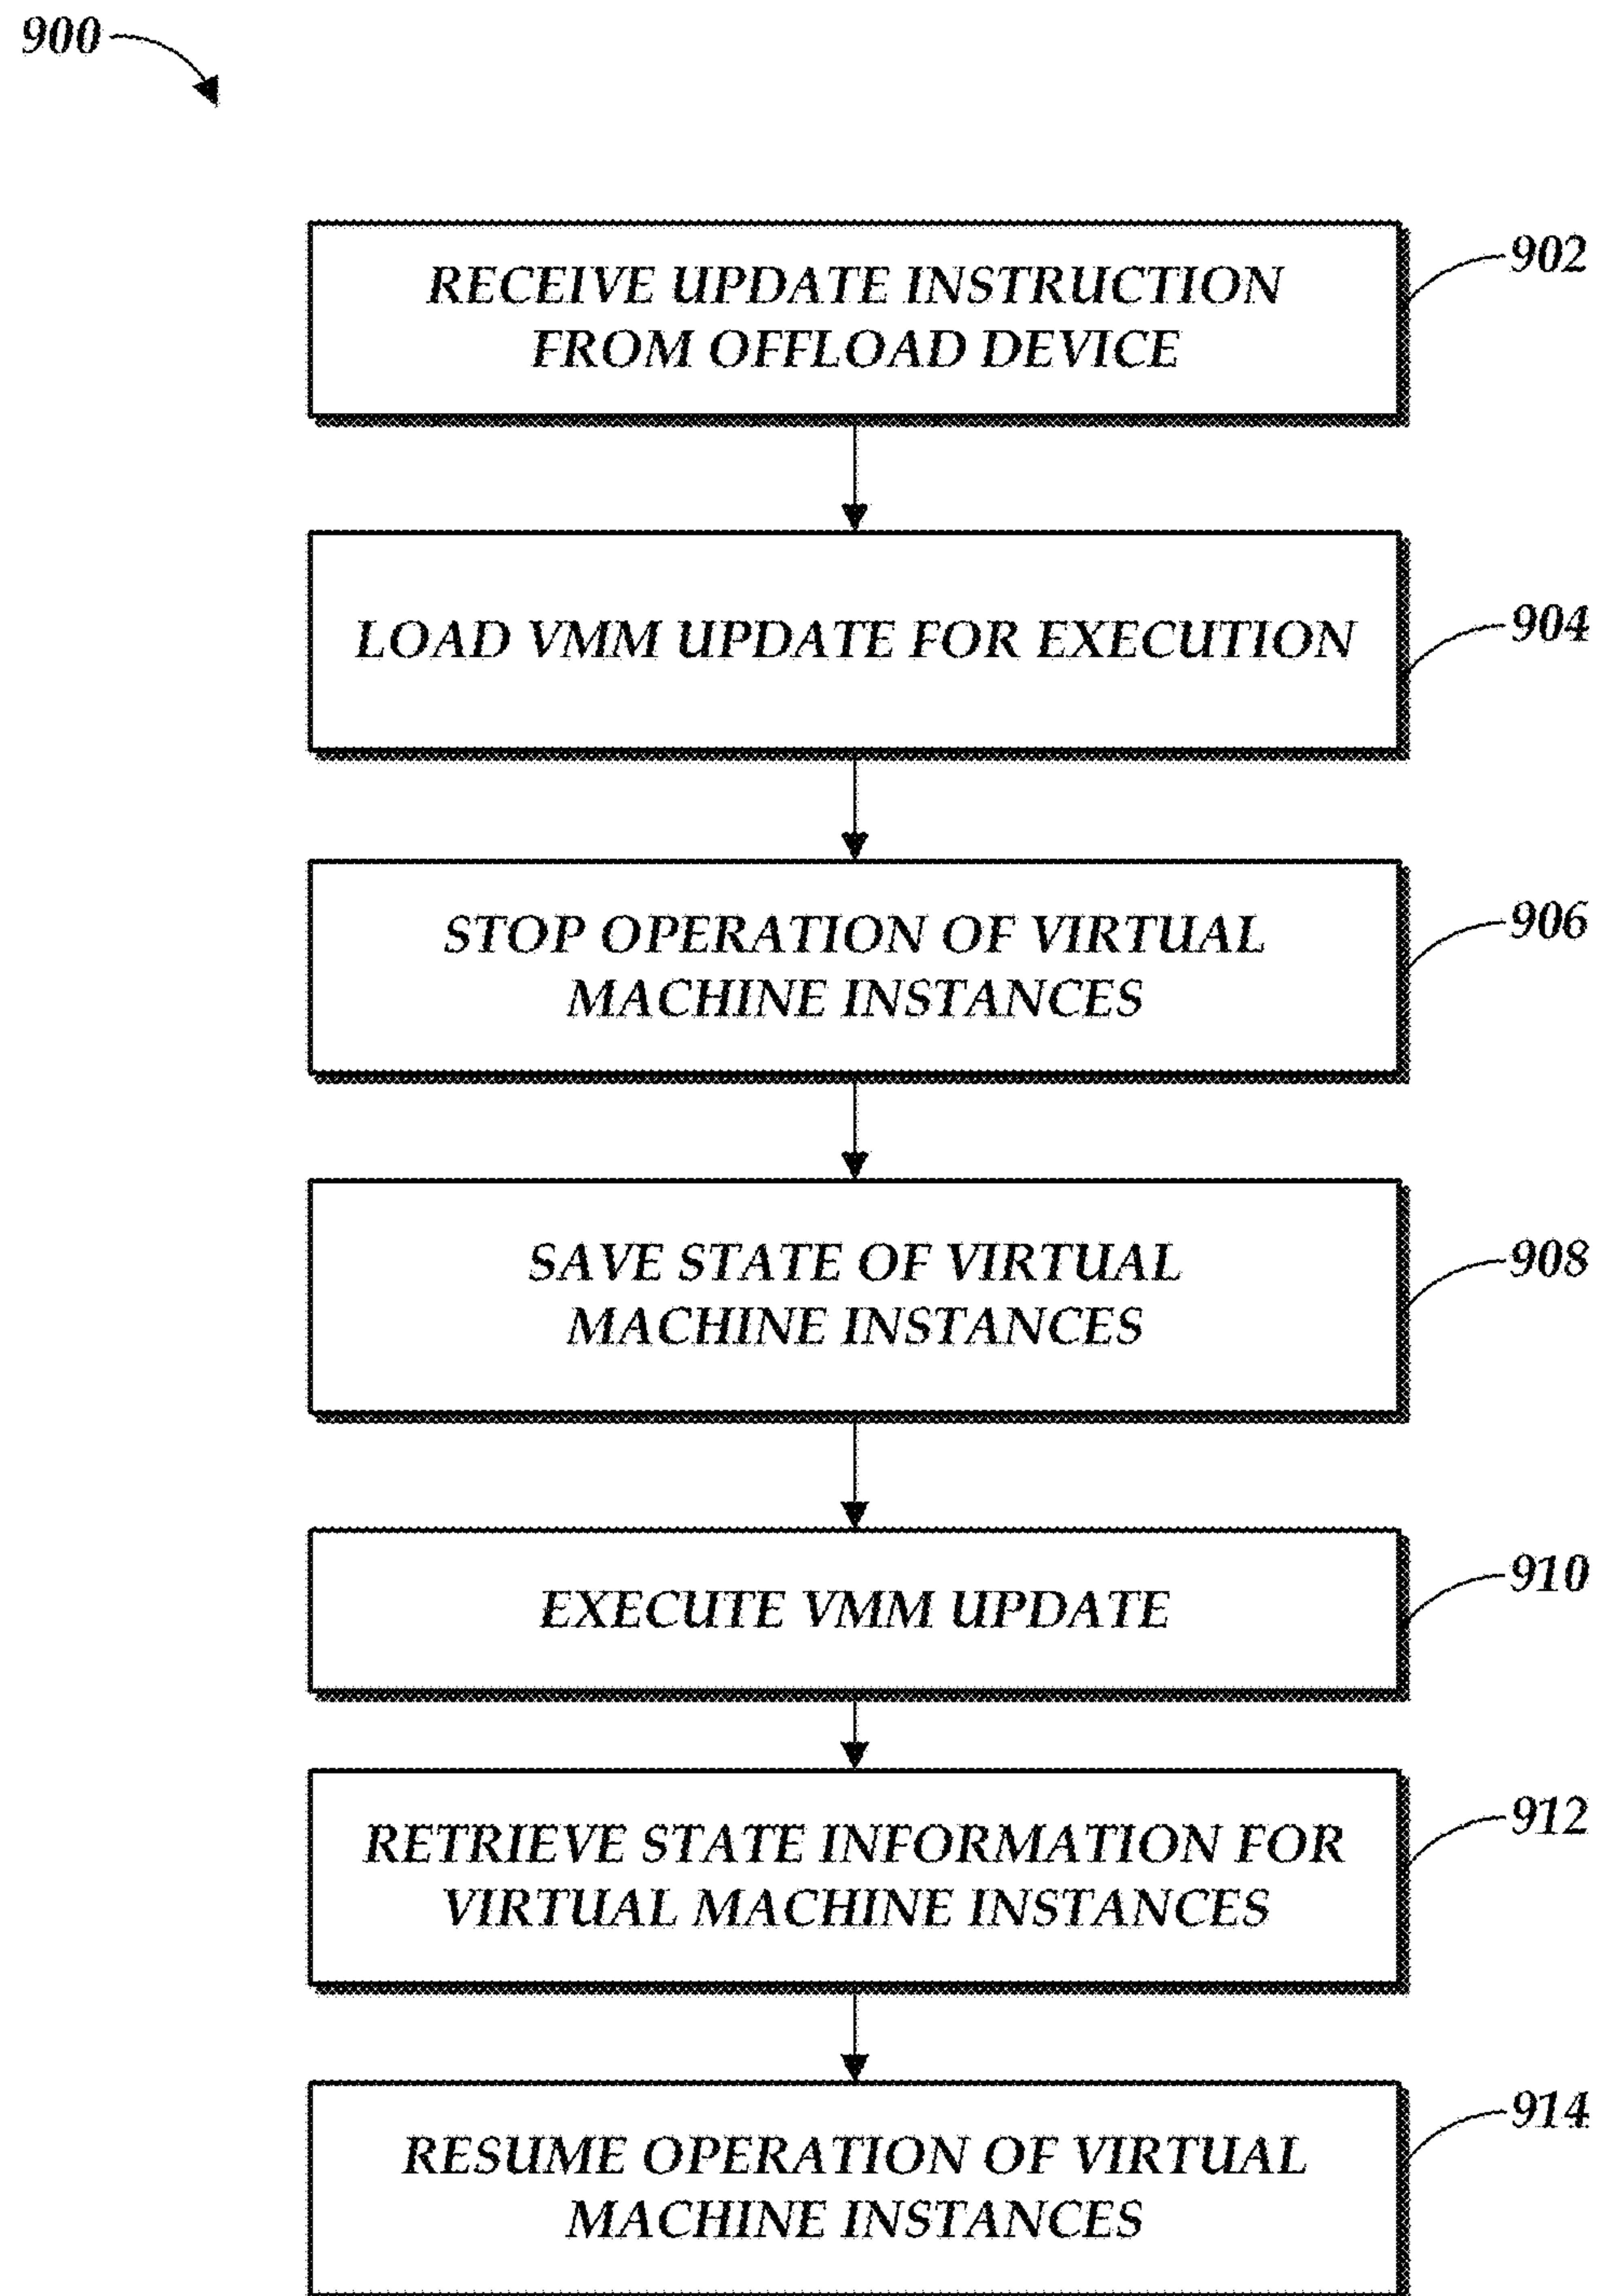 900
RECEIVE UPDATE INSTRUCTION
FROM OFFLOAD DEVICE
902
LOAD VMM UPDATE FOR EXECUTION
904
STOP OPERATION OF VIRTUAL
MACHINE INSTANCES
906
SAVE STATE OF VIRTUAL
MACHINE INSTANCES
908
EXECUTE VMM UPDATE
910
RETRIEVE STATE INFORMATION FOR
VIRTUAL MACHINE INSTANCES
912
RESUME OPERATION OF VIRTUAL
MACHINE INSTANCES
914